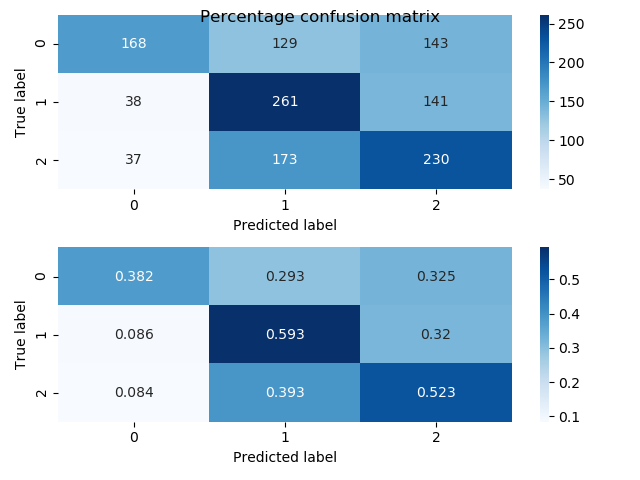 Percentage confusion matrix
True label
0 168 129 143
1 38 261 141
2 37 173 230
0 1 2
Predicted label
250
200
150
100
50
True label
0 0.382 0.293 0.325
1 0.086 0.593 0.32
2 0.084 0.393 0.523
0 1 2
Predicted label
0.5
0.4
0.3
0.2
0.1